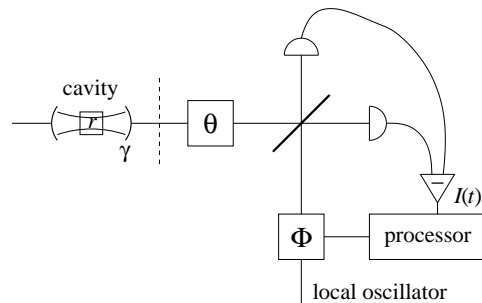 cavity
r
γ
θ
−
I(t)
Φ
processor
local oscillator